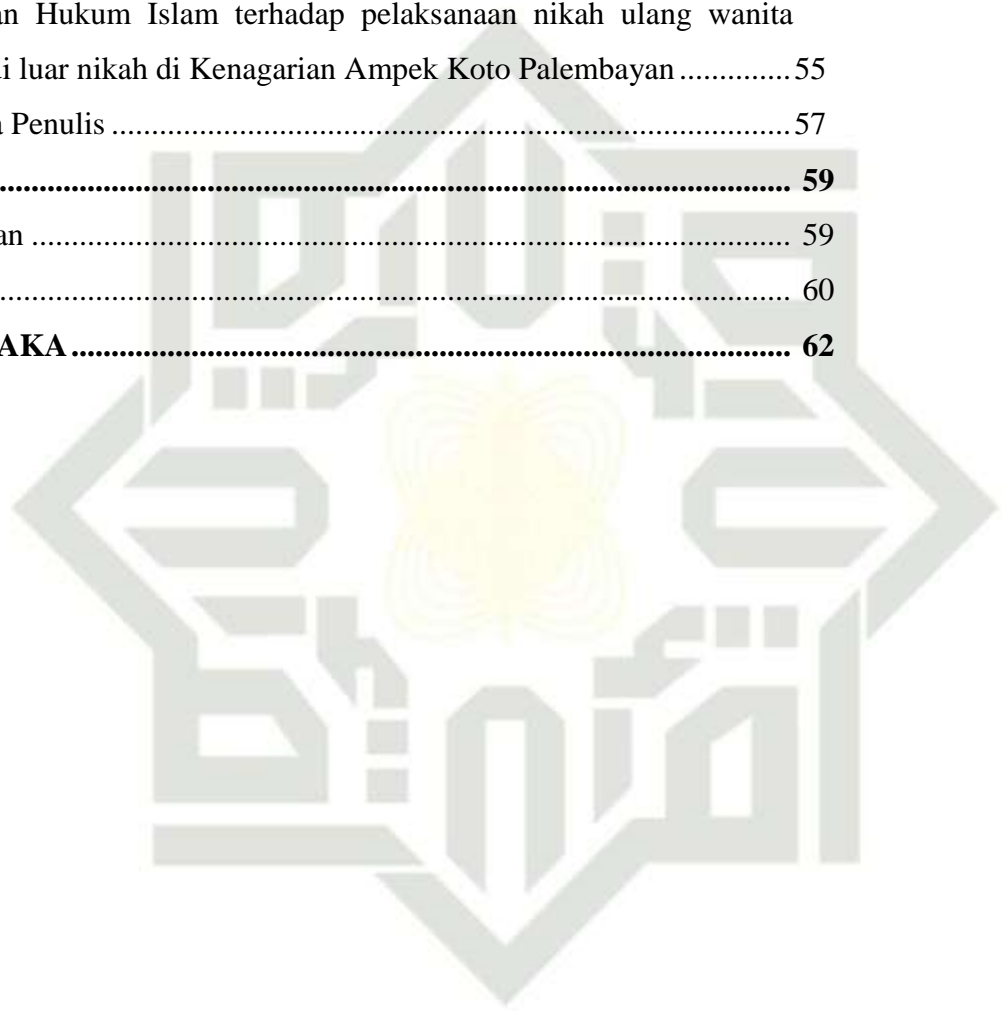 an Hukum Islam terhadap pelaksanaan nikah ulang wanita
di luar nikah di Kenagarian Ampek Koto Palembayan ............. 55
a Penulis ........................................................................................ 57
........................................................................................................ 59
an .................................................................................................... 59
........................................................................................................ 60
AKA .............................................................................................. 62